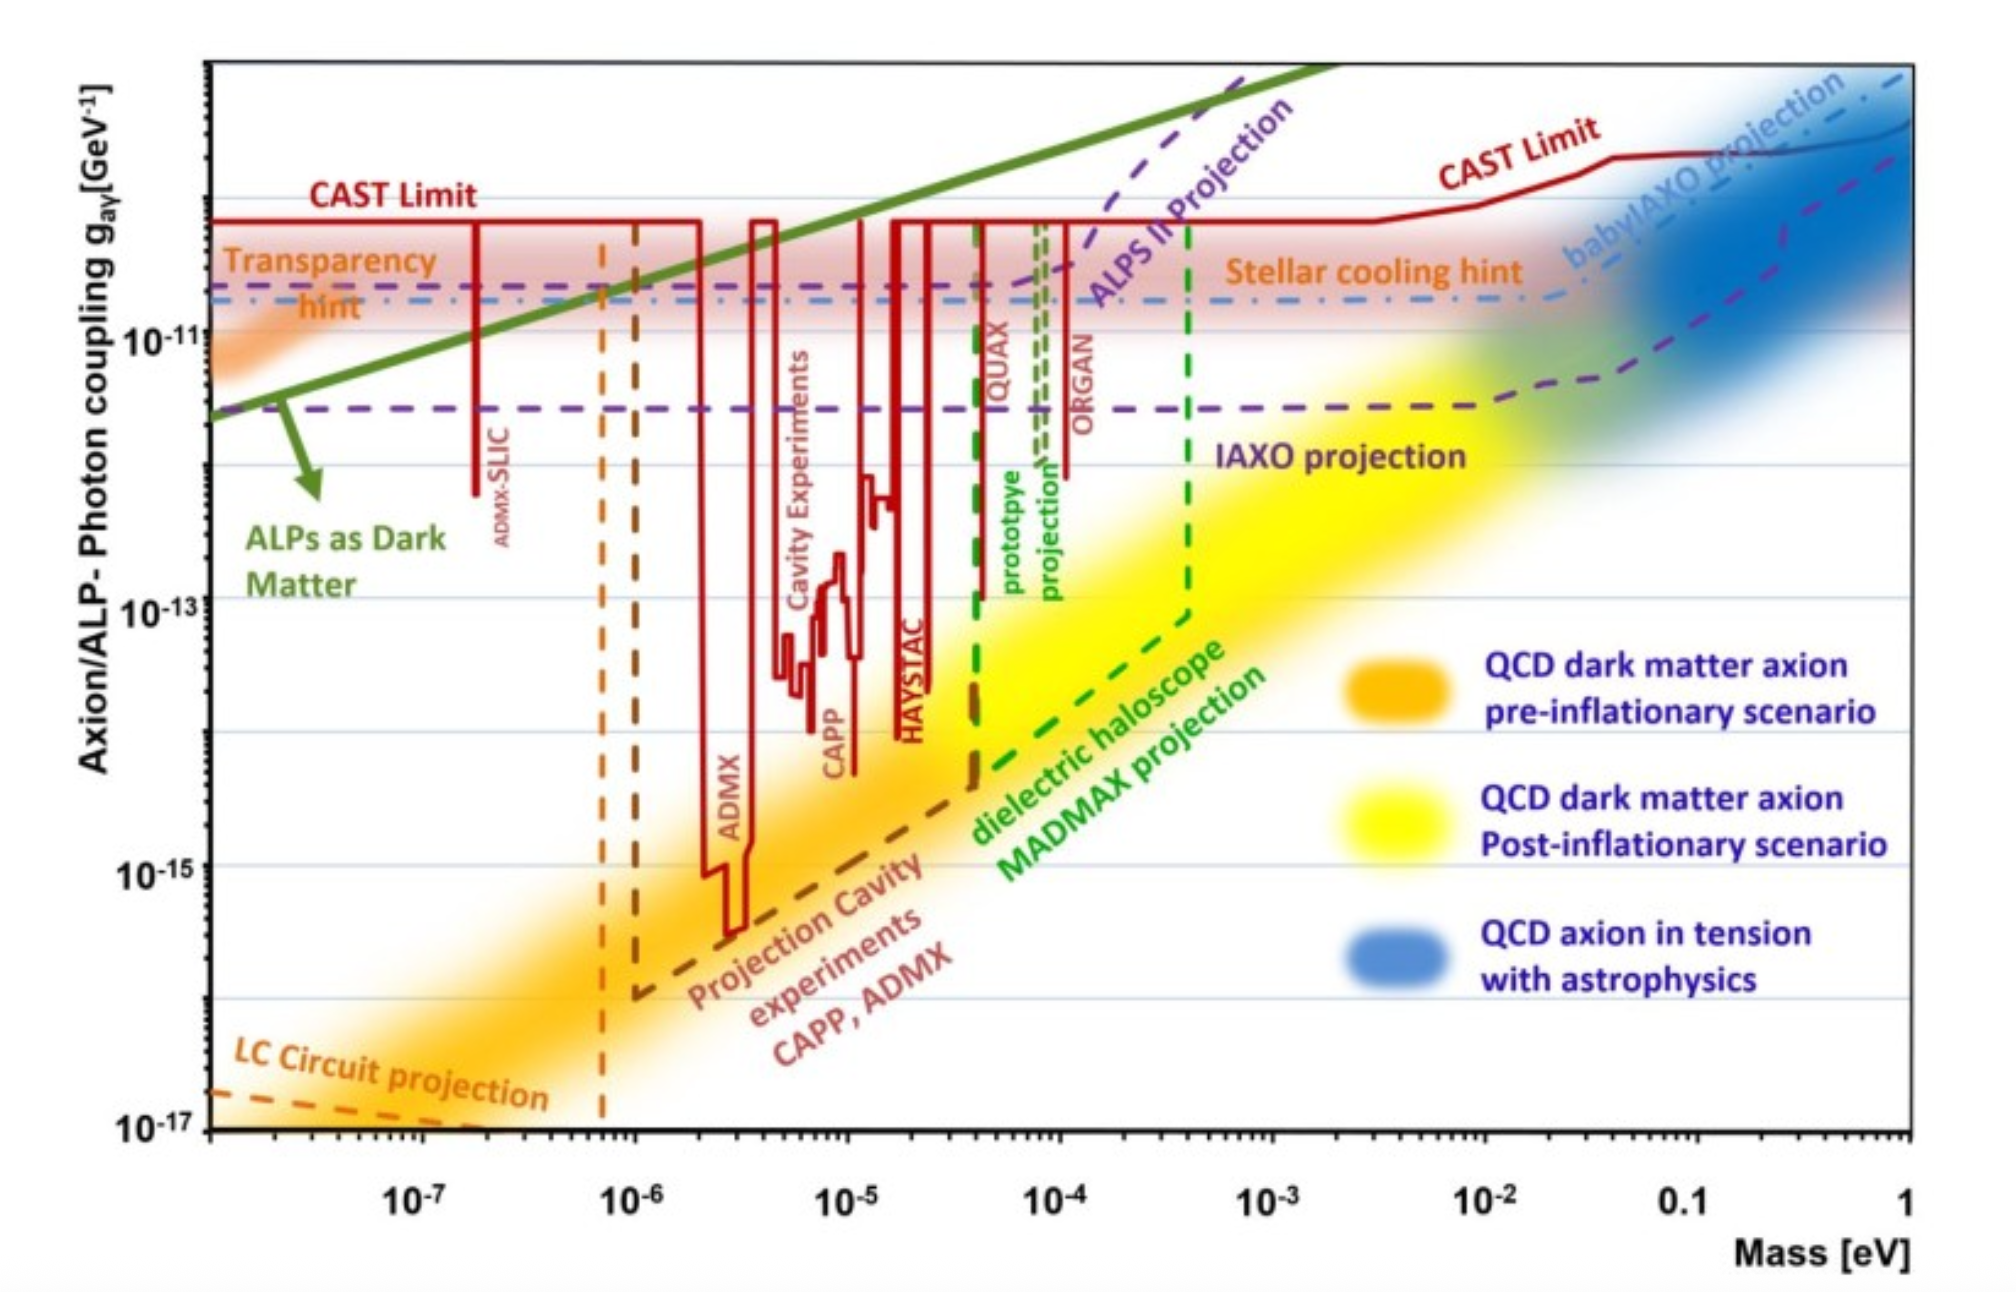 Axion/ALP- Photon coupling gaγ[GeV-1]
10-11
10-13
10-15
10-17
CAST Limit
Transparency
hint
ALPs as Dark
Matter
ADMX-SLIC
Cavity Experiments
ADMX
CAPP
HAYSTAC
QUAX
prototpye
projection
ORGAN
ALPS II Projection
CAST Limit
babyIAXO projection
Stellar cooling hint
IAXO projection
dielectric haloscope
MADMAX projection
Projection Cavity
experiments
CAPP, ADMX
LC Circuit projection
QCD dark matter axion
pre-inflationary scenario
QCD dark matter axion
Post-inflationary scenario
QCD axion in tension
with astrophysics
10-7 10-6 10-5 10-4 10-3 10-2 0.1 1
Mass [eV]